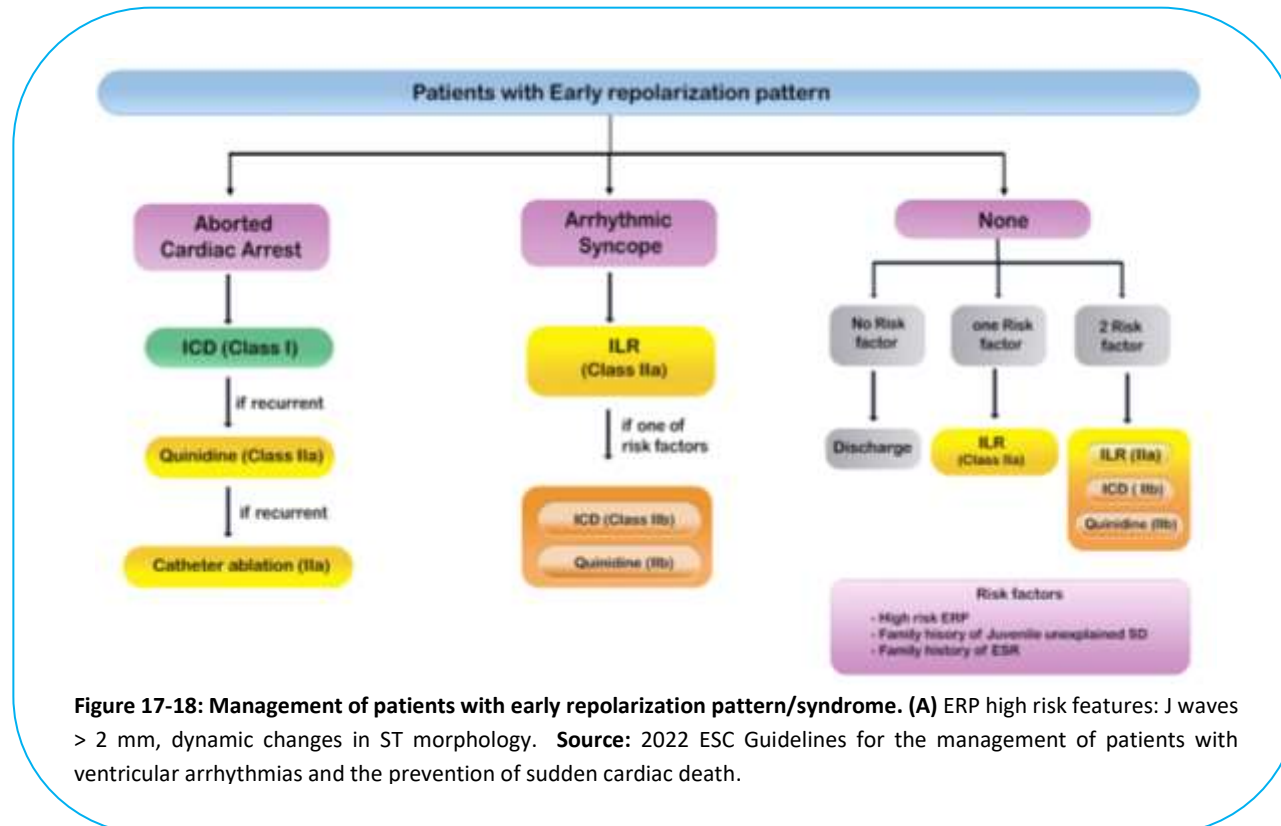 Patients with Early repolarization pattern
Aborted
Cardiac Arrest
ICD (Class I)
if recurrent
Quinidine (Class IIa)
if recurrent
Catheter ablation (IIa)
Arrhythmic
Syncope
ILR
(Class IIa)
if one of
risk factors
ICD (Class IIb)
Quinidine (IIb)
None
No Risk
factor
one Risk
factor
2 Risk
factor
Discharge
ILR
(Class IIa)
ILR (IIa)
ICD ( IIb)
Quinidine (IIb)
Risk factors
- High risk ERP
- Family hisory of Juvenile unexplained SD
- Family history of ESR
Figure 17-18: Management of patients with early repolarization pattern/syndrome. (A) ERP high risk features: J waves
> 2 mm, dynamic changes in ST morphology. Source: 2022 ESC Guidelines for the management of patients with
ventricular arrhythmias and the prevention of sudden cardiac death.